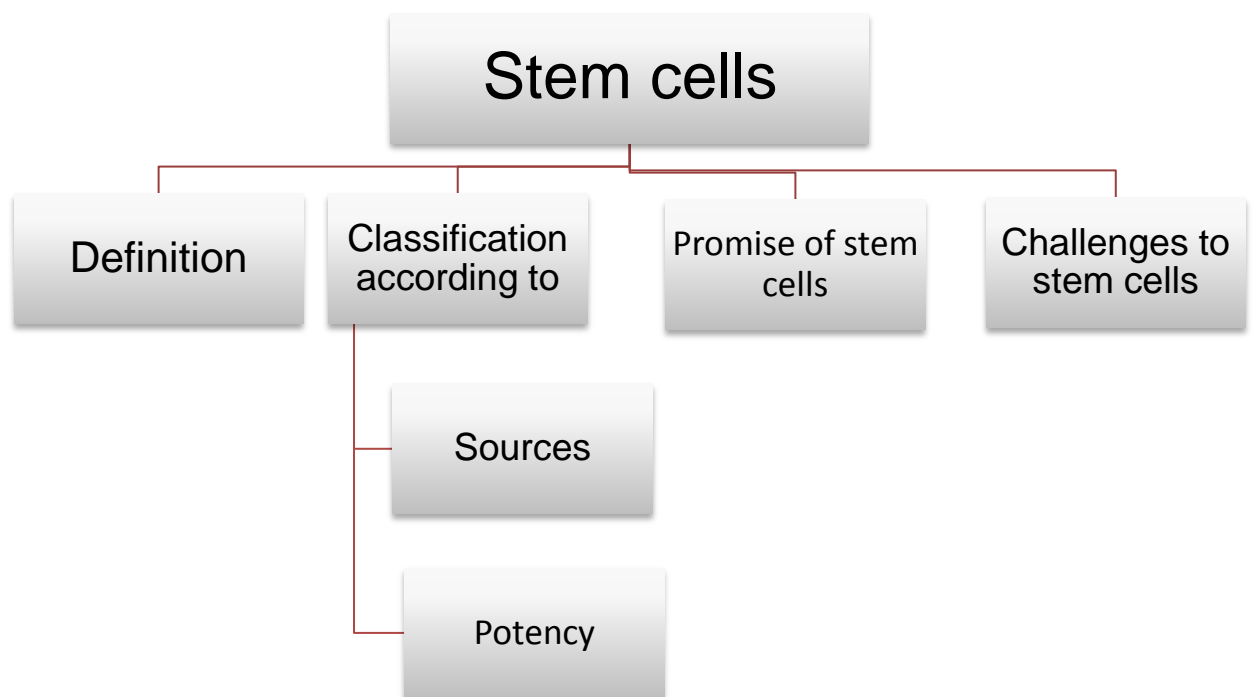 Stem cells
Definition
Classification
according to
Promise of stem
cells
Challenges to
stem cells
Sources
Potency